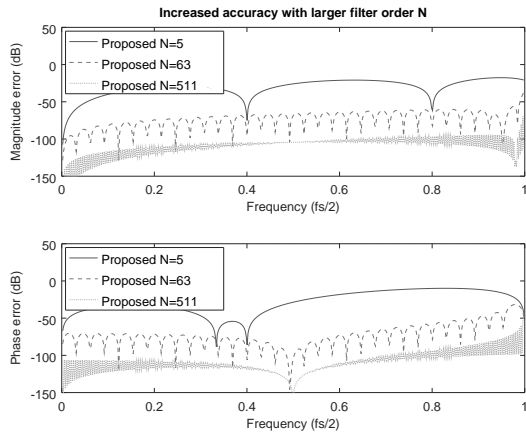 Increased accuracy with larger filter order N
50
0
-50
-100
-150
Magnitude error (dB)
Proposed N=5
Proposed N=63
Proposed N=511
0 0.2 0.4 0.6 0.8 1
Frequency (fs/2)
50
0
-50
-100
-150
Phase error (dB)
Proposed N=5
Proposed N=63
Proposed N=511
0 0.2 0.4 0.6 0.8 1
Frequency (fs/2)